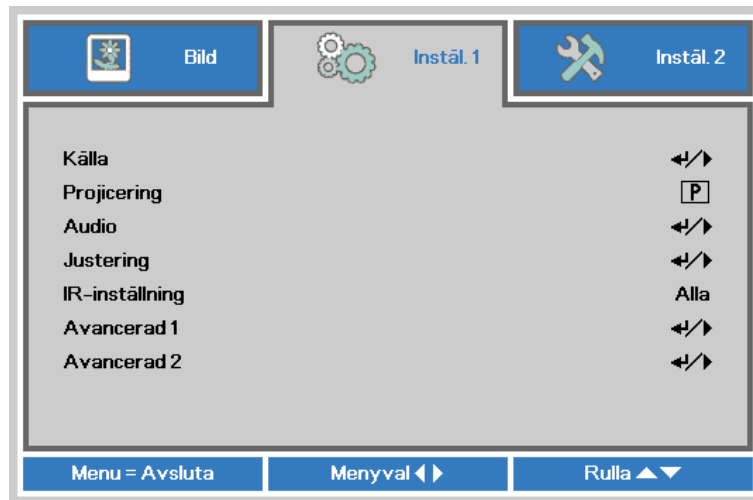 Bild
Instäl. 1
Instäl. 2
Källa
Projicering P
Audio
Justering
IR-inställning Alla
Avancerad 1
Avancerad 2
Menu = Avsluta
Menyval
Rulla